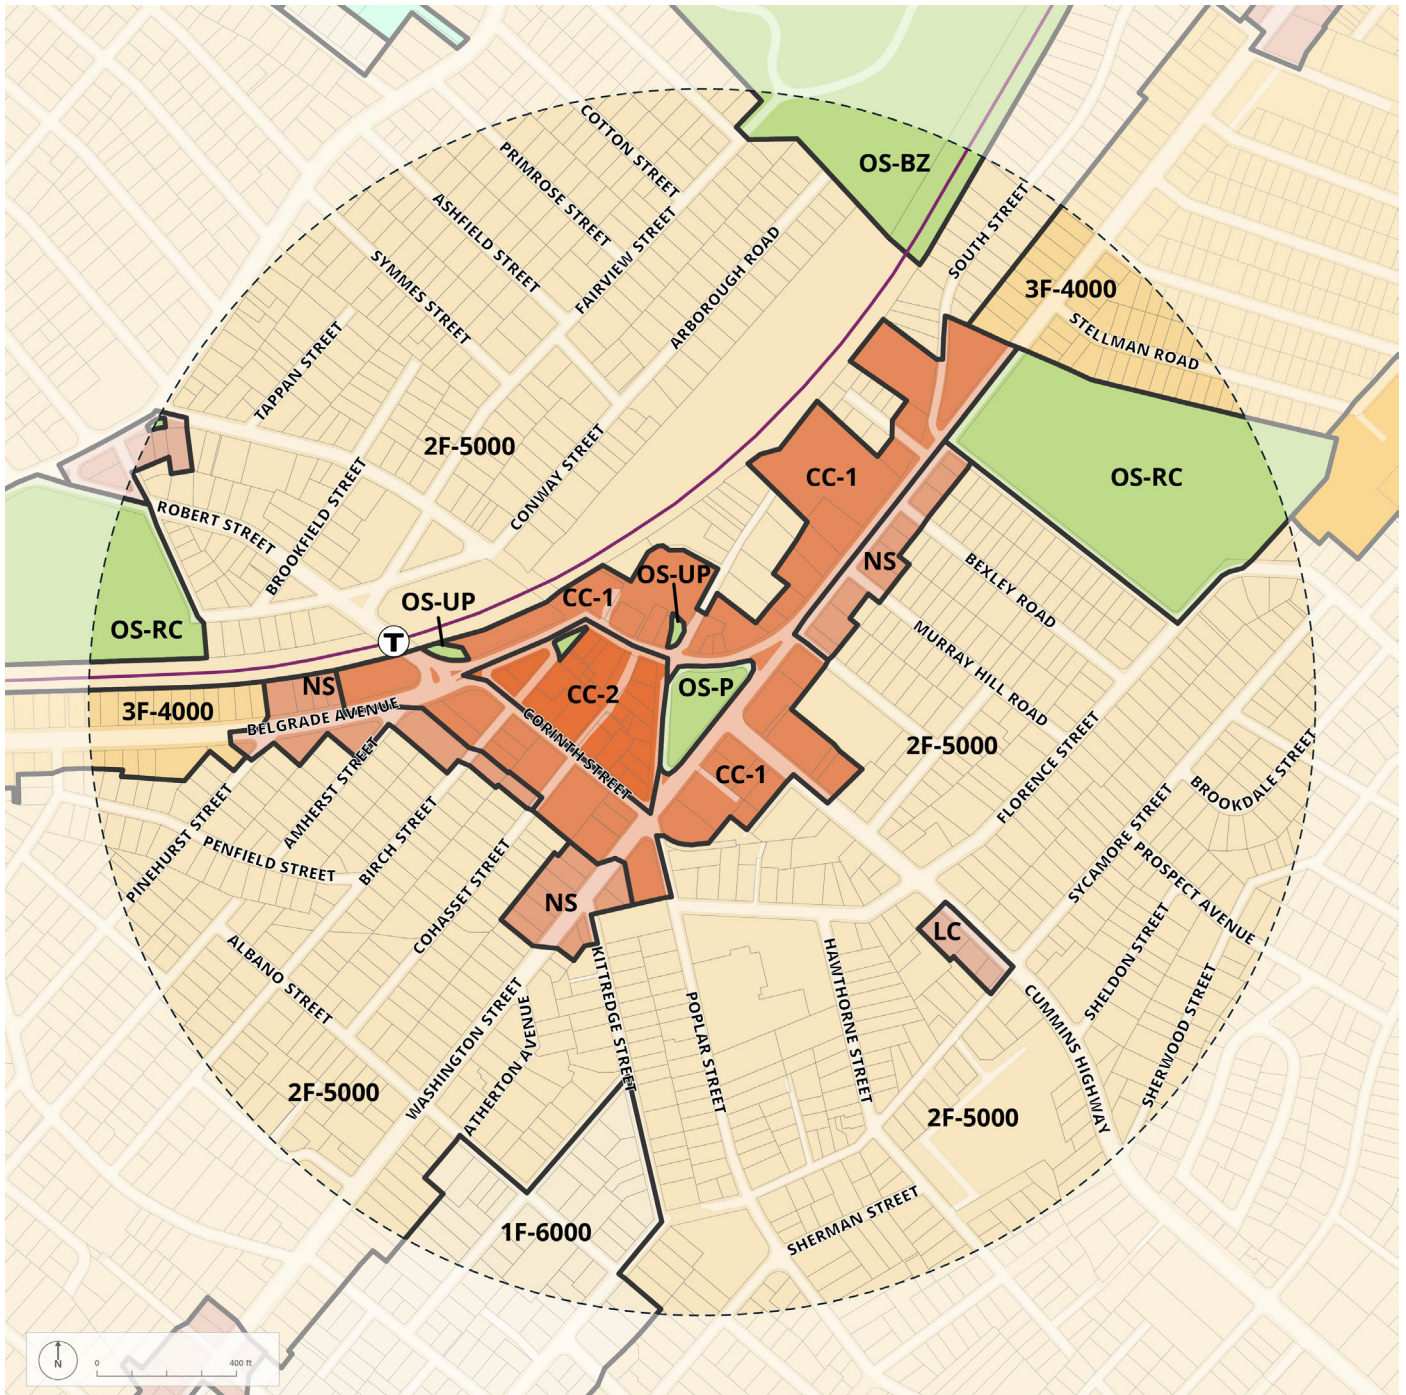 COTTON STREET
PRIMROSE STREET
OS-BZ
ASHFIELD STREET
FAIRVIEW STREET
SOUTH STREET
SYMMES STREET
ARBOROUGH ROAD
3F-4000
STELLMAN ROAD
TAPPAN STREET
2F-5000
CONWAY STREET
CC-1
OS-RC
ROBERT STREET
BROOKFIELD STREET
NS
BEXLEY ROAD
OS-UP
OS-UP
CC-1
OS-RC
T
MURRAY HILL ROAD
NS
OS-P
CC-2
3F-4000
BELGRADE AVENUE
CORINTH STREET
2F-5000
FLORENCE STREET
BROOKDALE STREET
CC-1
AMHERST STREET
PINEHURST STREET
PENFIELD STREET
BIRCH STREET
SYCAMORE STREET
PROSPECT AVENUE
COHASSET STREET
NS
LC
ALBANO STREET
KITTREDGE STREET
HAWTHORNE STREET
SHELDON STREET
SHERWOOD STREET
WASHINGTON STREET
ATHERTON AVENUE
AVENUE
POPLAR STREET
CUMMINS HIGHWAY
2F-5000
2F-5000
SHERMAN STREET
1F-6000
N
0 400 ft